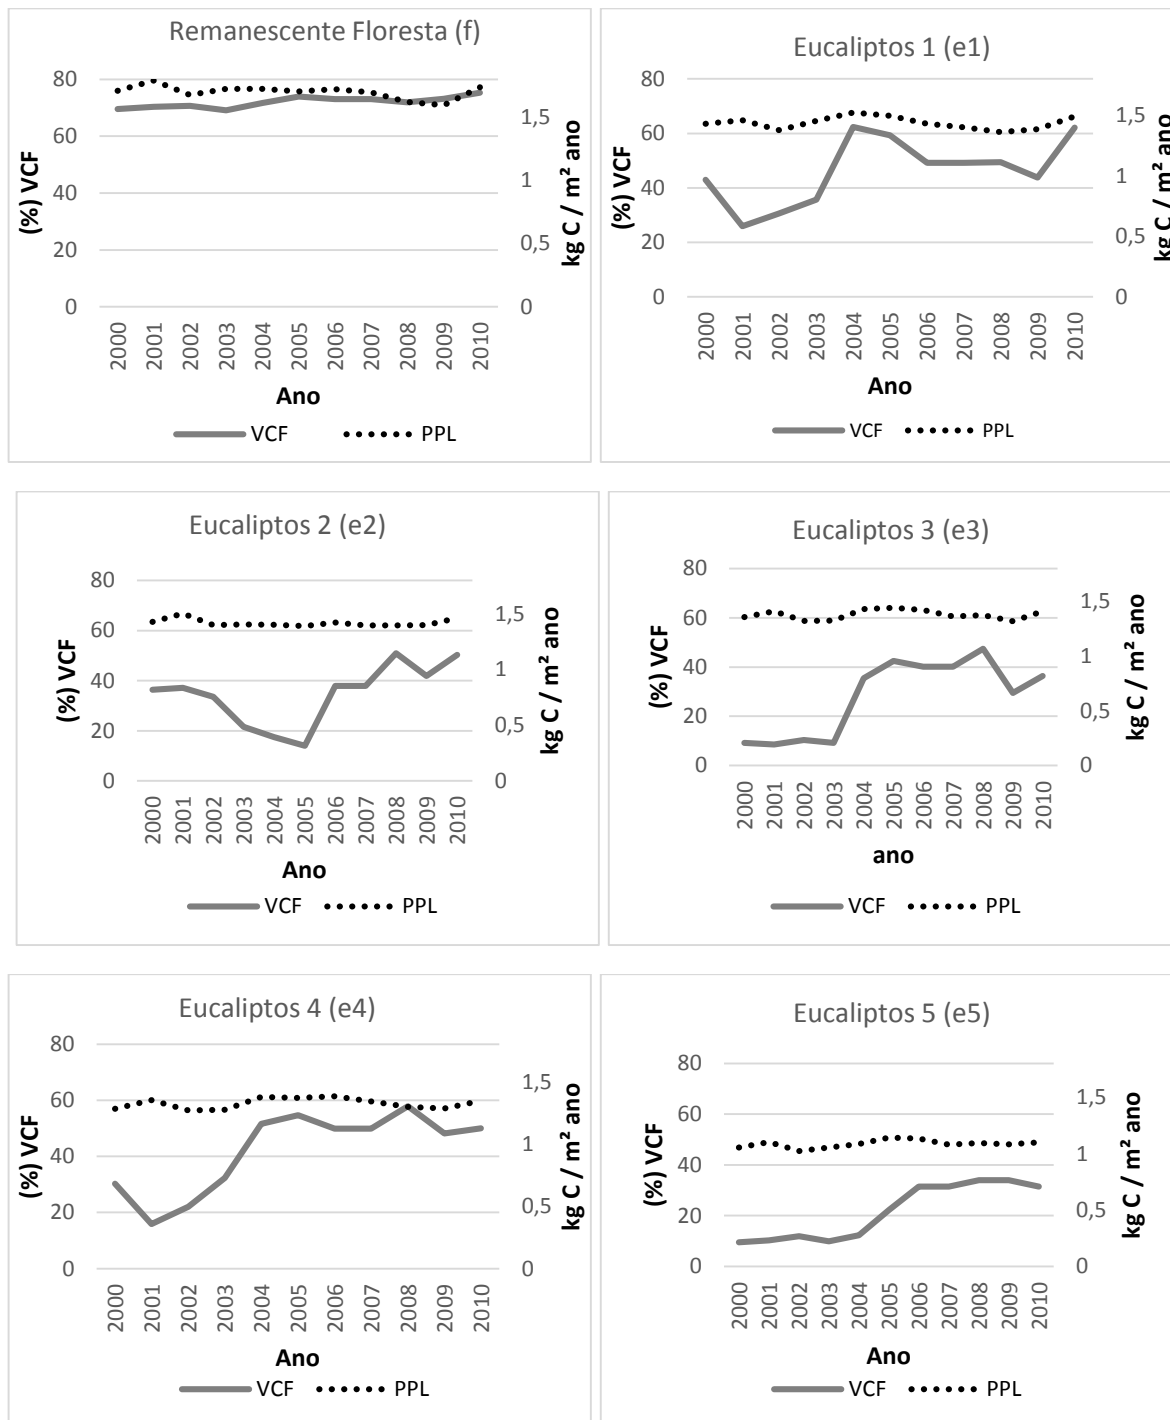 Remanescente Floresta (f)
80
60
40
20
0
1,5
1
0,5
0
(%) VCF
kg C / m² ano
2000 2001 2002 2003 2004 2005 2006 2007 2008 2009 2010
Ano
VCF PPL
Eucaliptos 1 (e1)
80
60
40
20
0
1,5
1
0,5
0
(%) VCF
kg C / m² ano
2000 2001 2002 2003 2004 2005 2006 2007 2008 2009 2010
Ano
VCF PPL
Eucaliptos 2 (e2)
80
60
40
20
0
1,5
1
0,5
0
(%) VCF
kg C / m² ano
2000 2001 2002 2003 2004 2005 2006 2007 2008 2009 2010
Ano
VCF PPL
Eucaliptos 3 (e3)
80
60
40
20
0
1,5
1
0,5
0
(%) VCF
kg C / m² ano
2000 2001 2002 2003 2004 2005 2006 2007 2008 2009 2010
ano
VCF PPL
Eucaliptos 4 (e4)
80
60
40
20
0
1,5
1
0,5
0
(%) VCF
kg C / m² ano
2000 2001 2002 2003 2004 2005 2006 2007 2008 2009 2010
Ano
VCF PPL
Eucaliptos 5 (e5)
80
60
40
20
0
1,5
1
0,5
0
(%) VCF
kg C / m² ano
2000 2001 2002 2003 2004 2005 2006 2007 2008 2009 2010
Ano
VCF PPL